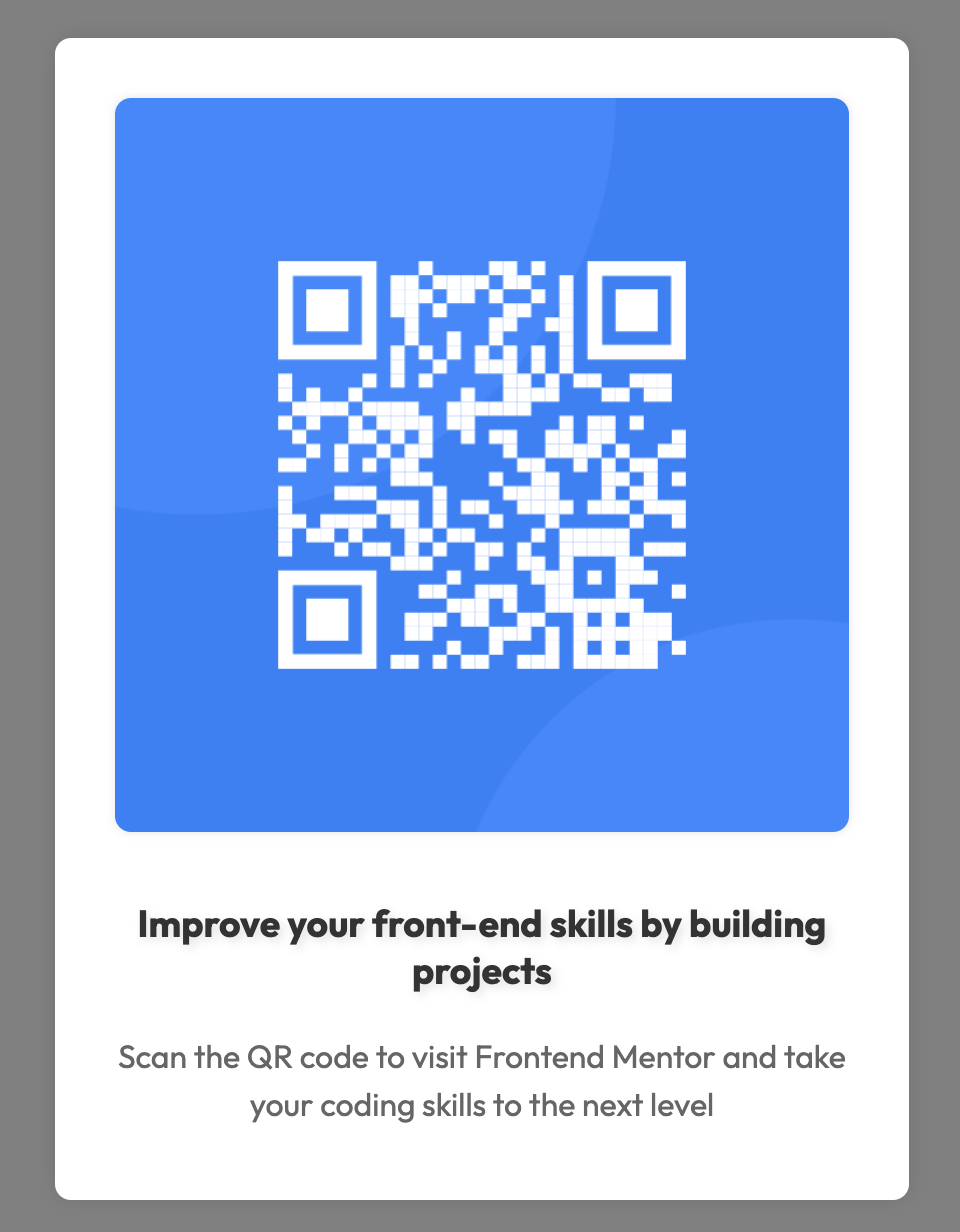 Improve your front-end skills by building
projects
Scan the QR code to visit Frontend Mentor and take
your coding skills to the next level